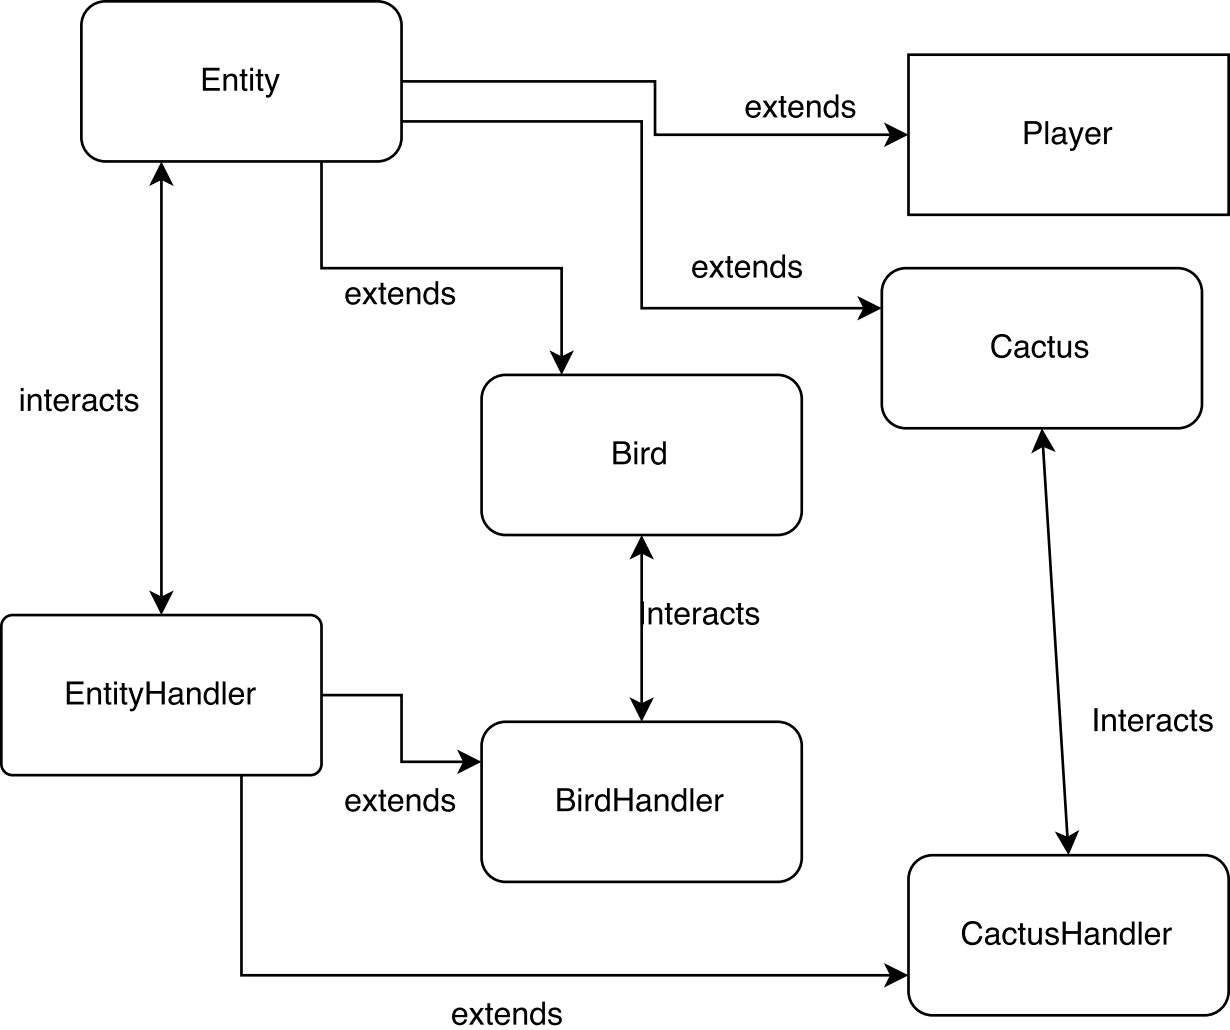 Entity
extends
Player
extends
extends
Cactus
interacts
Bird
Interacts
EntityHandler
Interacts
extends
BirdHandler
CactusHandler
extends